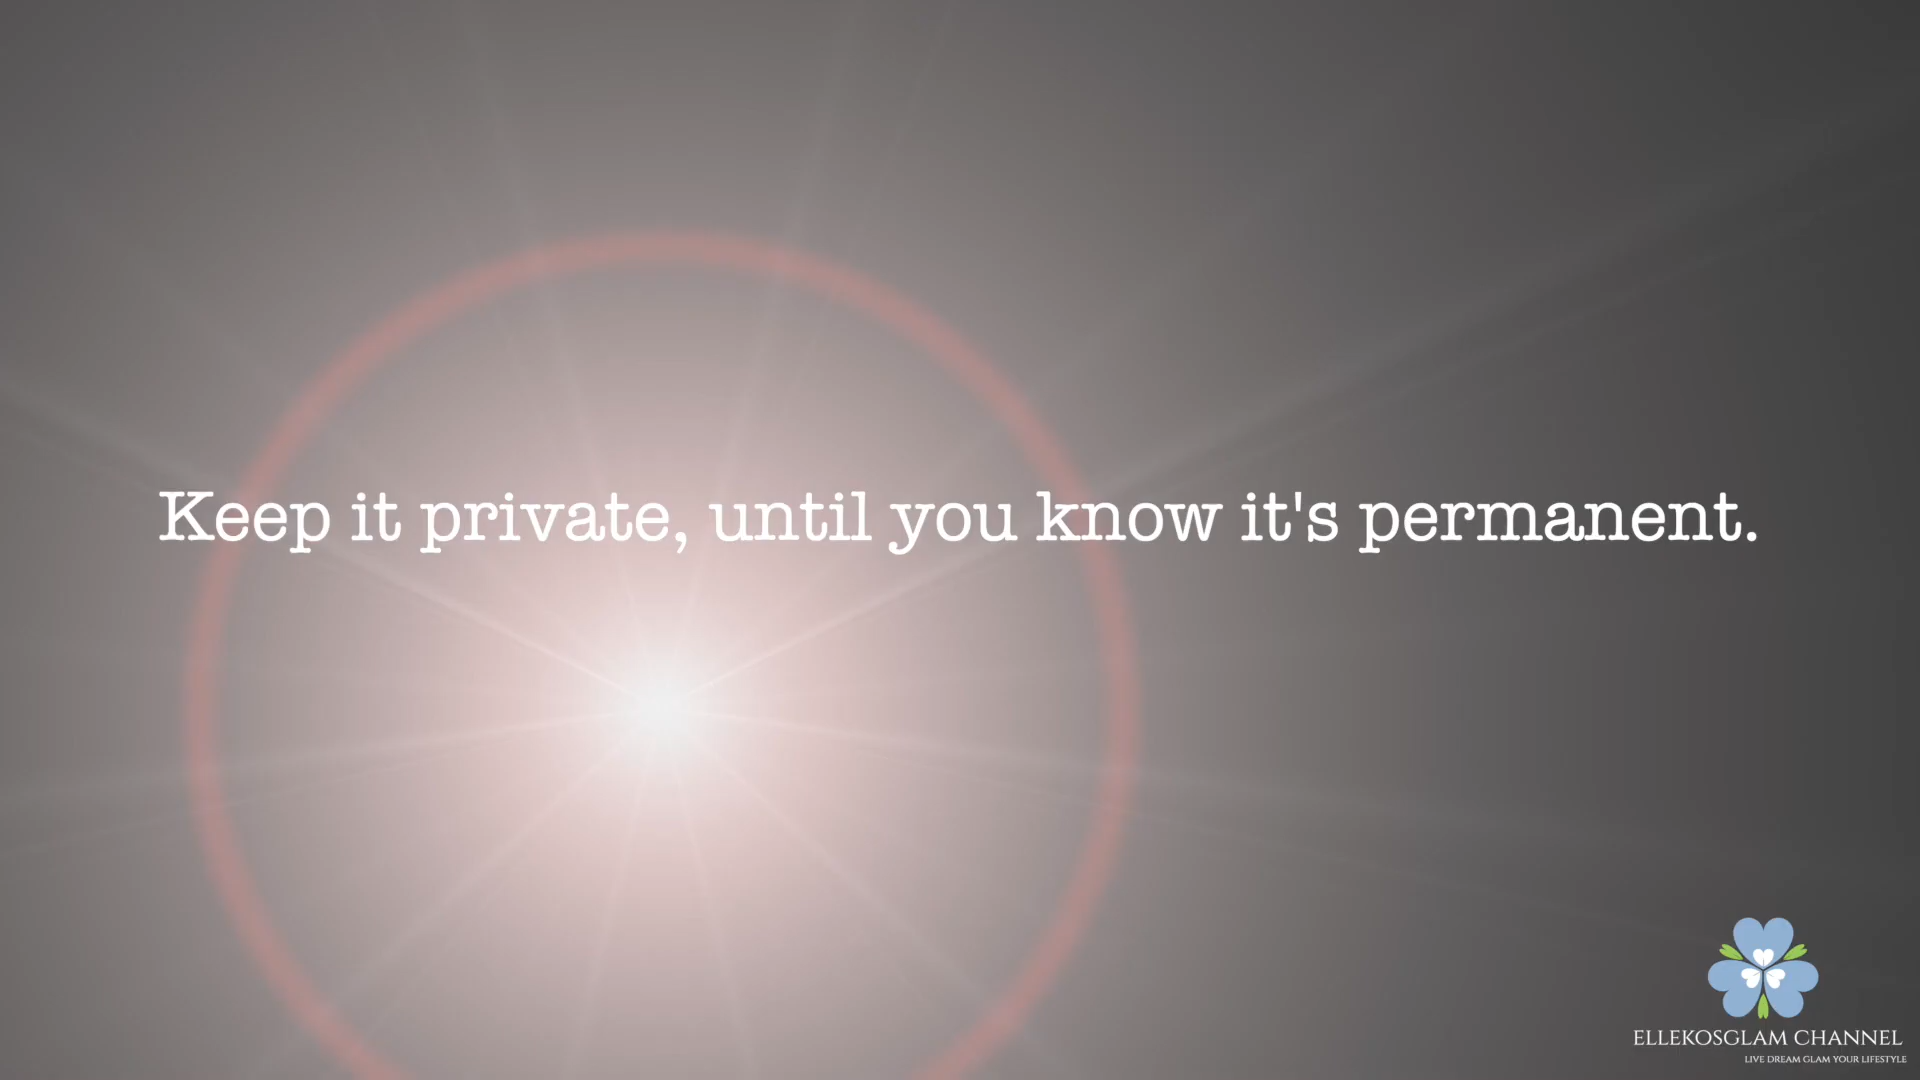 Keep it private, until you know it's permanent.
ELLEKOSGLAM CHANNEL
LIVE DREAM GLAM YOUR LIFESTYLE